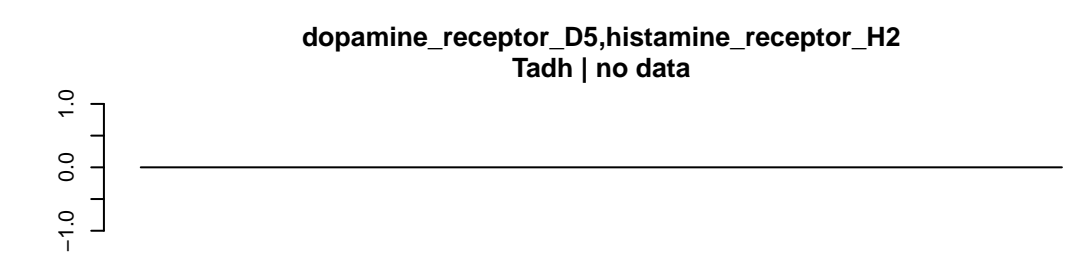 dopamine_receptor_D5,histamine_receptor_H2
Tadh | no data
1.0
0.0
−1.0